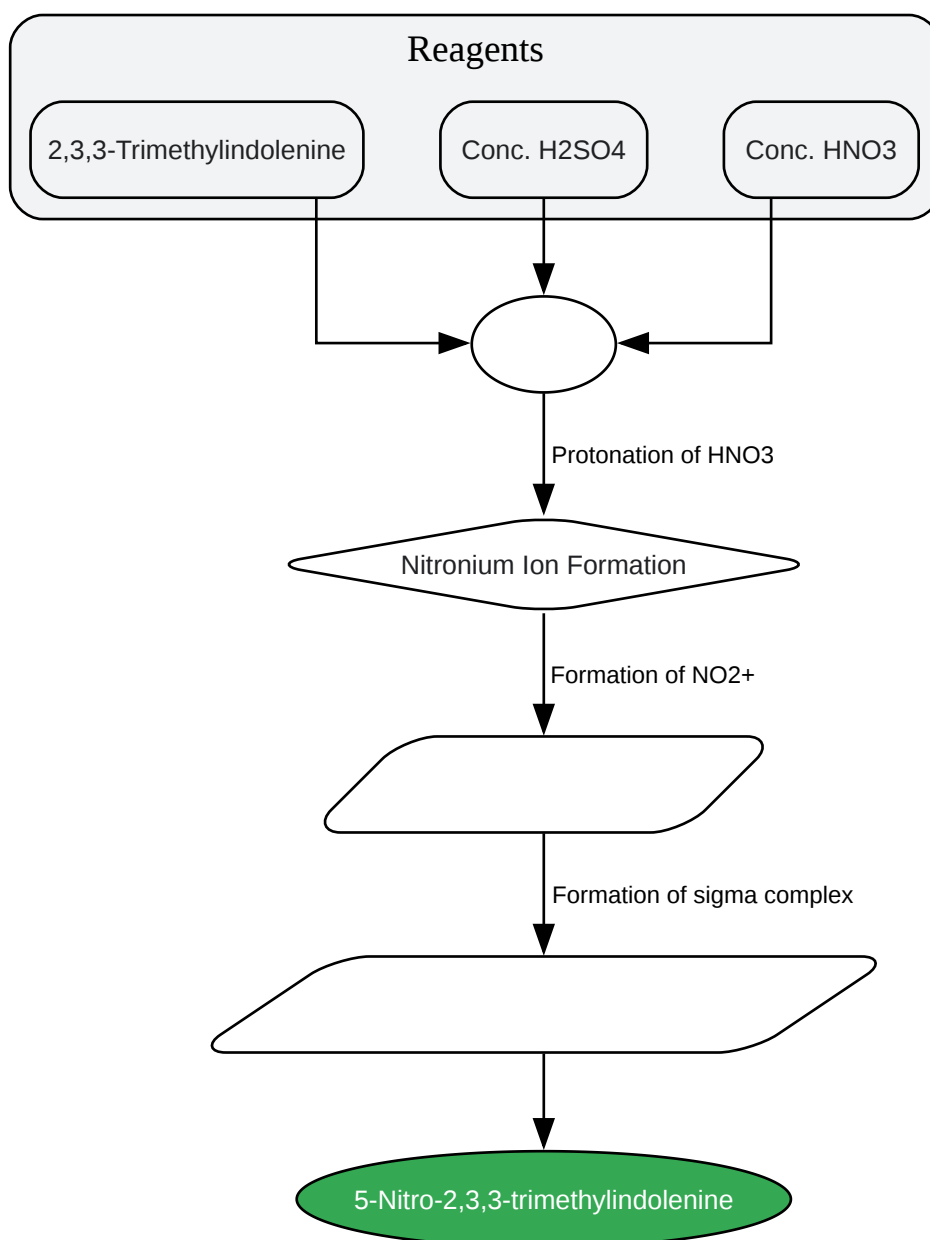 Reagents
2,3,3-Trimethylindolenine
Conc. H2SO4
Conc. HNO3
Protonation of HNO3
Nitronium Ion Formation
Formation of NO2+
Formation of sigma complex
5-Nitro-2,3,3-trimethylindolenine